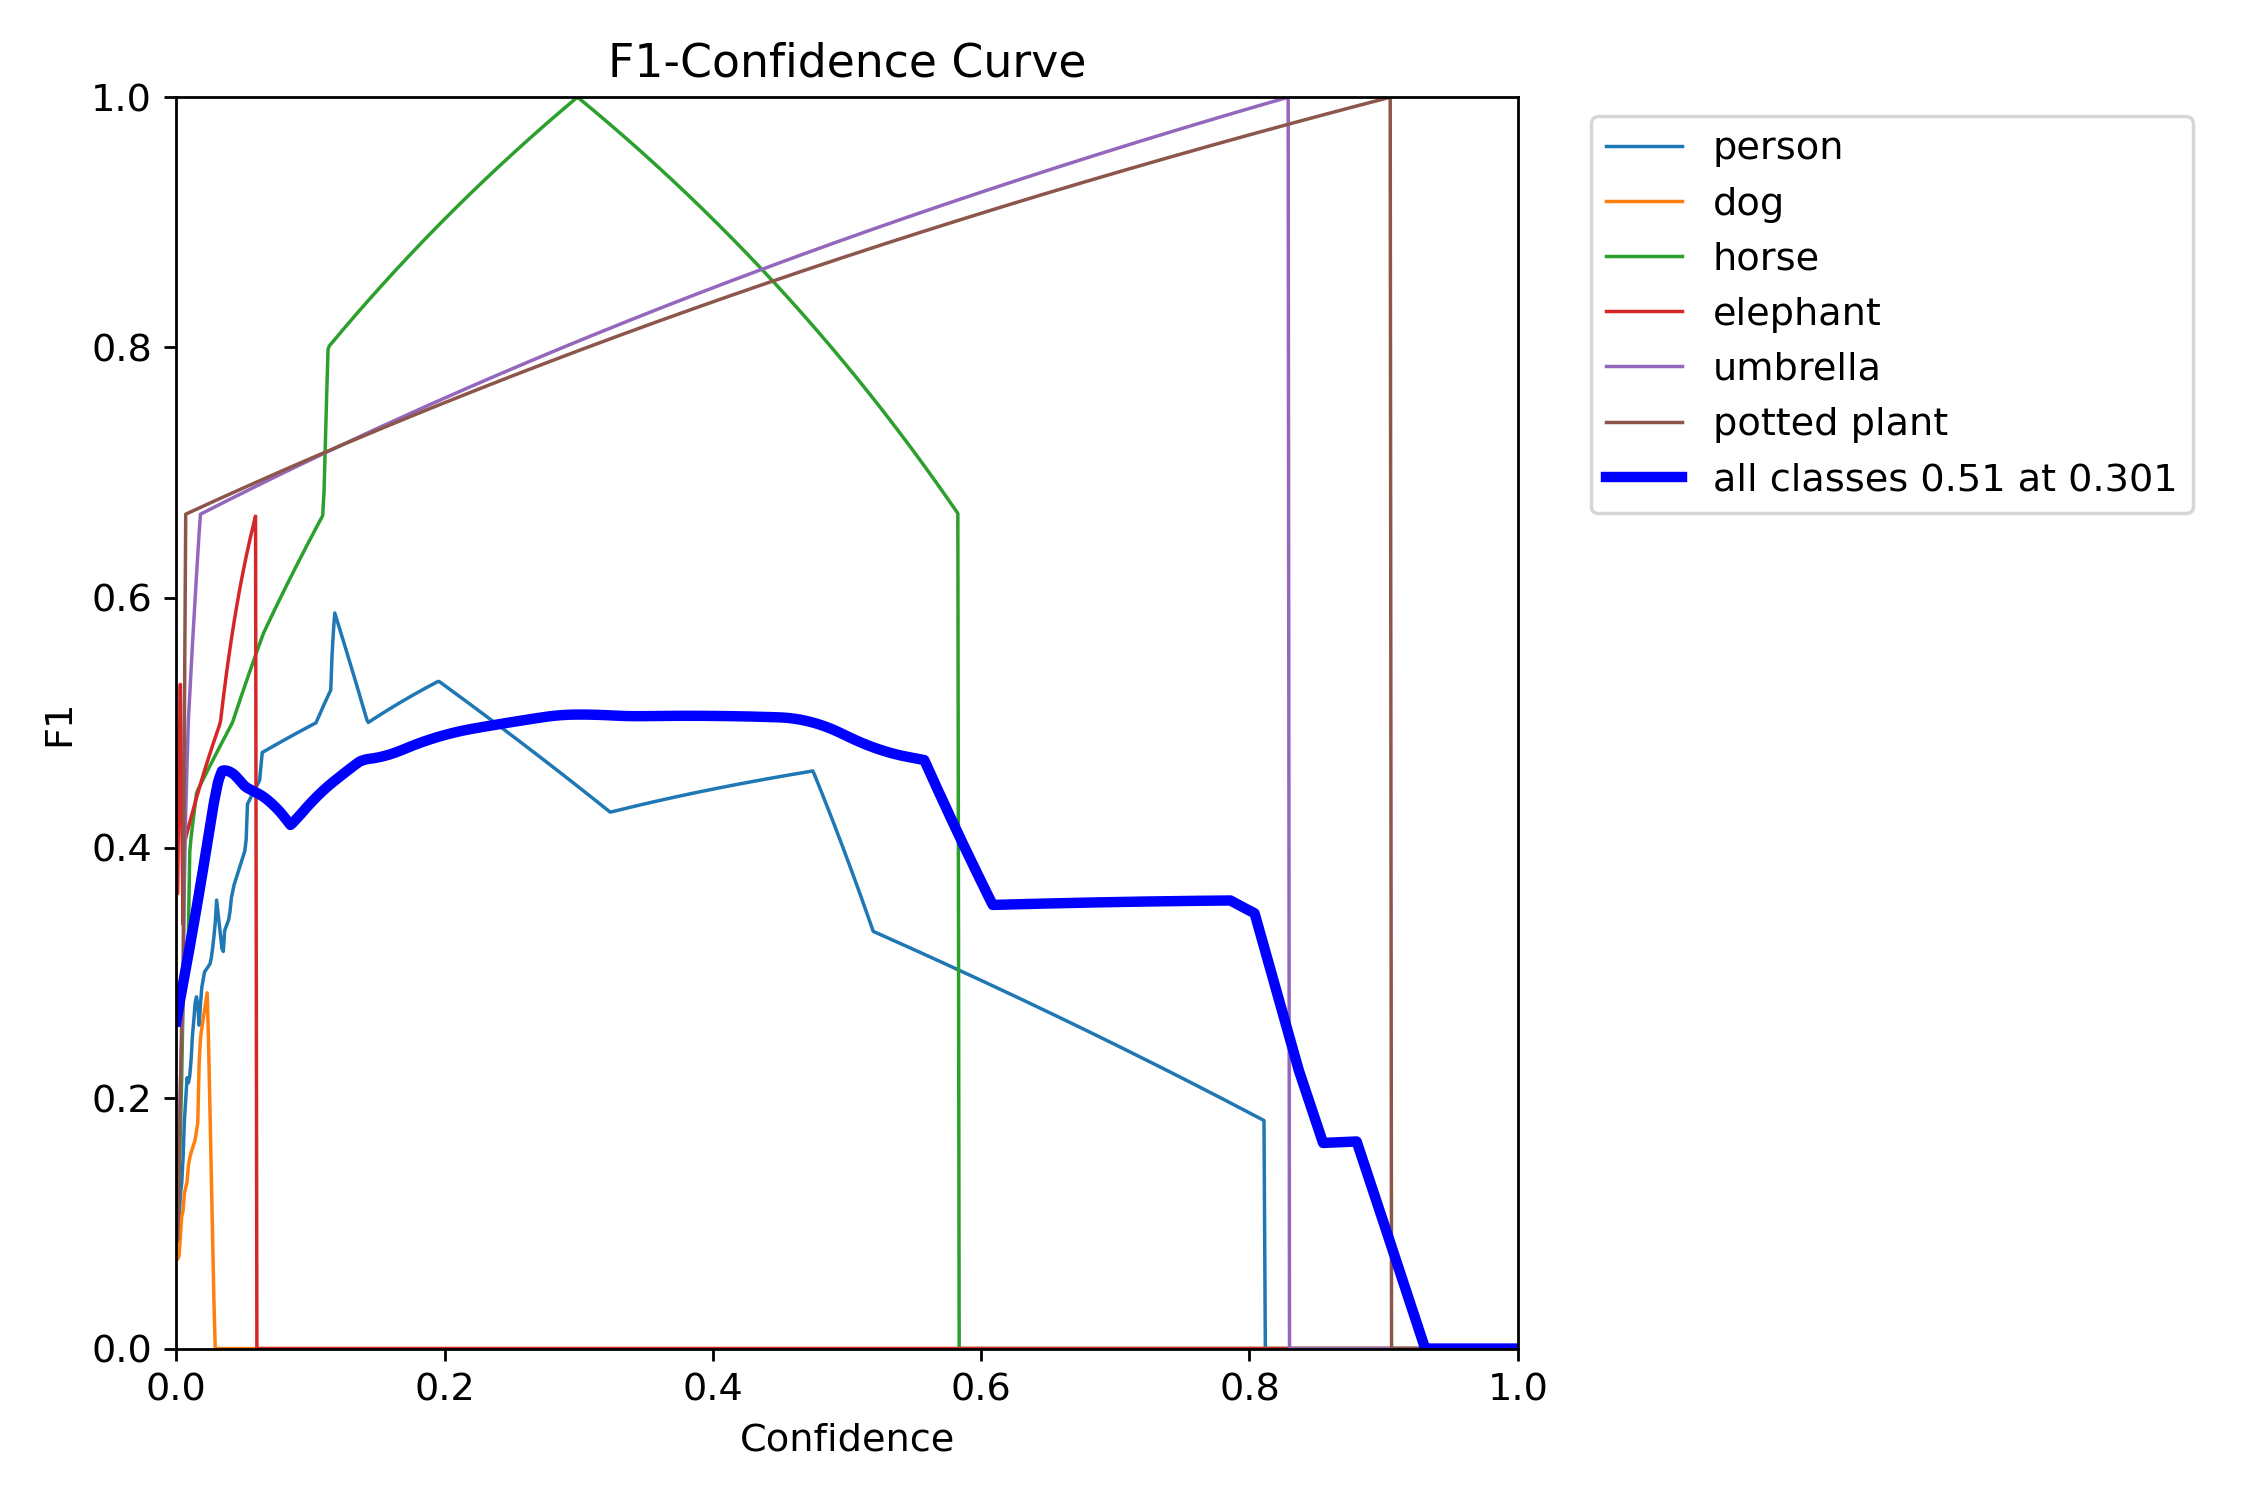 F1-Confidence Curve
1.0
0.8
0.6
0.4
0.2
0.0
F1
0.0 0.2 0.4 0.6 0.8 1.0
Confidence
person
dog
horse
elephant
umbrella
potted plant
all classes 0.51 at 0.301